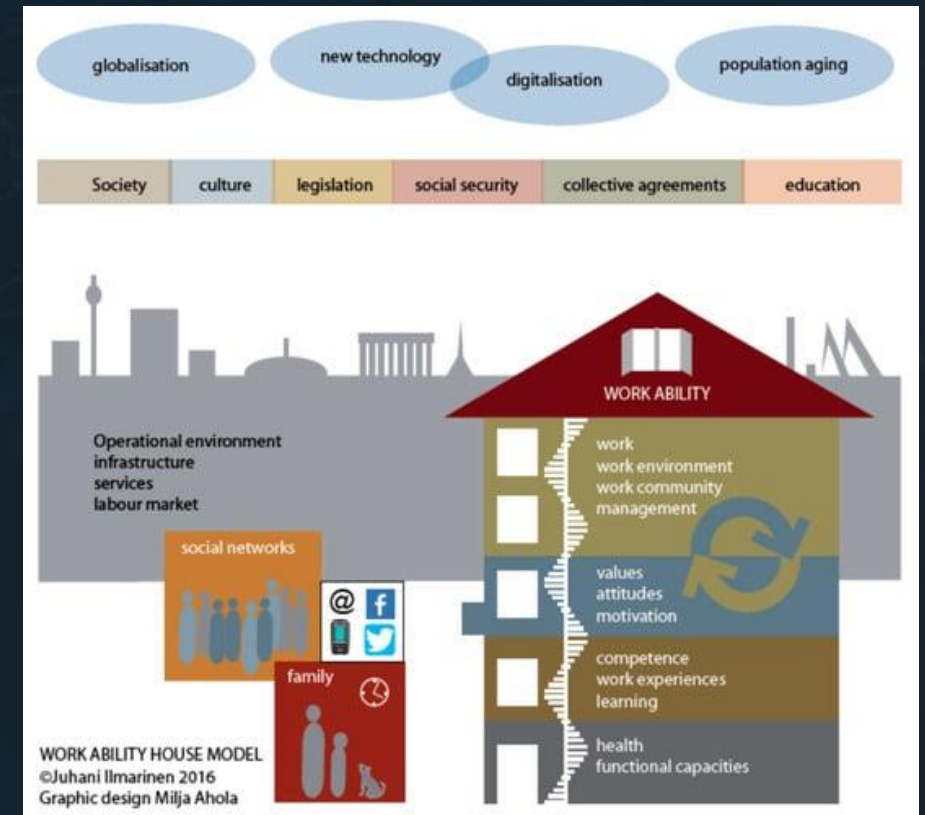 globalisation
new technology
digitalisation
population aging
Society culture legislation social security collective agreements education
WORK ABILITY
Operational environment
infrastructure
services
labour market
work
work environment
work community
management
social networks
@ f
values
attitudes
motivation
family
competence
work experiences
learning
health
functional capacities
WORK ABILITY HOUSE MODEL
©Juhani Ilmarinen 2016
Graphic design Milja Ahola